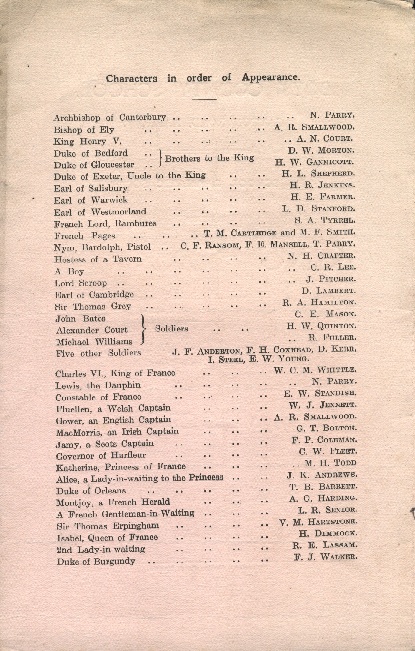 Characters in order of Appearance.
Archbishop of Canterbury .. .. .. .. .. N. PARRY.
Bishop of Ely .. .. .. .. .. A. R. SMALLWOOD.
King Henry V. .. .. .. .. .. A. N. COURT.
Duke of Bedford .. } Brothers to the King D. W. MORTON.
Duke of Gloucester .. H. W. GANNICOTT.
Duke of Exeter, Uncle to the King .. .. H. L. SHEPHERD.
Earl of Salisbury .. .. .. .. .. H. R. JENKINS.
Earl of Warwick .. .. .. .. .. H. E. FARMER.
Earl of Westmorland .. .. .. .. L. D. STANFORD.
French Lord, Rambures .. .. .. .. S. A. TYRRELL.
French Pages .. .. .. T. M. CARTLIDGE and M. F. SMITH.
Nym, Bardolph, Pistol .. C. F. RANSOM, F. E. MANSELL, T. PARRY.
Hostess of a Tavern .. .. .. .. N. H. CRAFTER.
A Boy .. .. .. .. .. .. C. R. LEE.
Lord Scroop .. .. .. .. .. .. J. PITCHER.
Earl of Cambridge .. .. .. .. .. D. LAMBERT.
Sir Thomas Grey .. .. .. .. .. R. A. HAMILTON.
John Bates } C. E. MASON.
Alexander Court } Soldiers .. .. .. H. W. QUINTON.
Michael Williams } R. FULLER.
Five other Soldiers J. F. ANDERTON, F. H. COXHEAD, D. KERR,
I. STEEL, E. W. YOUNG.
Charles VI., King of France .. .. .. W. C. M. WHITTLE.
Lewis, the Dauphin .. .. .. .. .. N. PARRY.
Constable of France .. .. .. .. E. W. STANDISH.
Fluellen, a Welsh Captain .. .. .. W. J. JENNETT.
Gower, an English Captain .. .. .. A. R. SMALLWOOD.
MacMorris, an Irish Captain .. .. .. G. T. BOLTON.
Jamy, a Scots Captain .. .. .. .. F. P. COLEMAN.
Governor of Harfleur .. .. .. .. C. W. FLEET.
Katherine, Princess of France .. .. .. M. H. TODD
Alice, a Lady-in-waiting to the Princess .. .. J. K. ANDREWS.
Duke of Orleans .. .. .. .. .. T. B. BARRETT.
Montjoy, a French Herald .. .. .. A. C. HARDING.
A French Gentleman-in-Waiting .. .. .. L. R. SENIOR.
Sir Thomas Erpingham .. .. .. .. V. M. HARTSTONE.
Isabel, Queen of France .. .. .. .. H. DIMMOCK.
2nd Lady-in waiting .. .. .. .. R. E. LASSAM.
Duke of Burgundy .. .. .. .. .. F. J. WALKER.